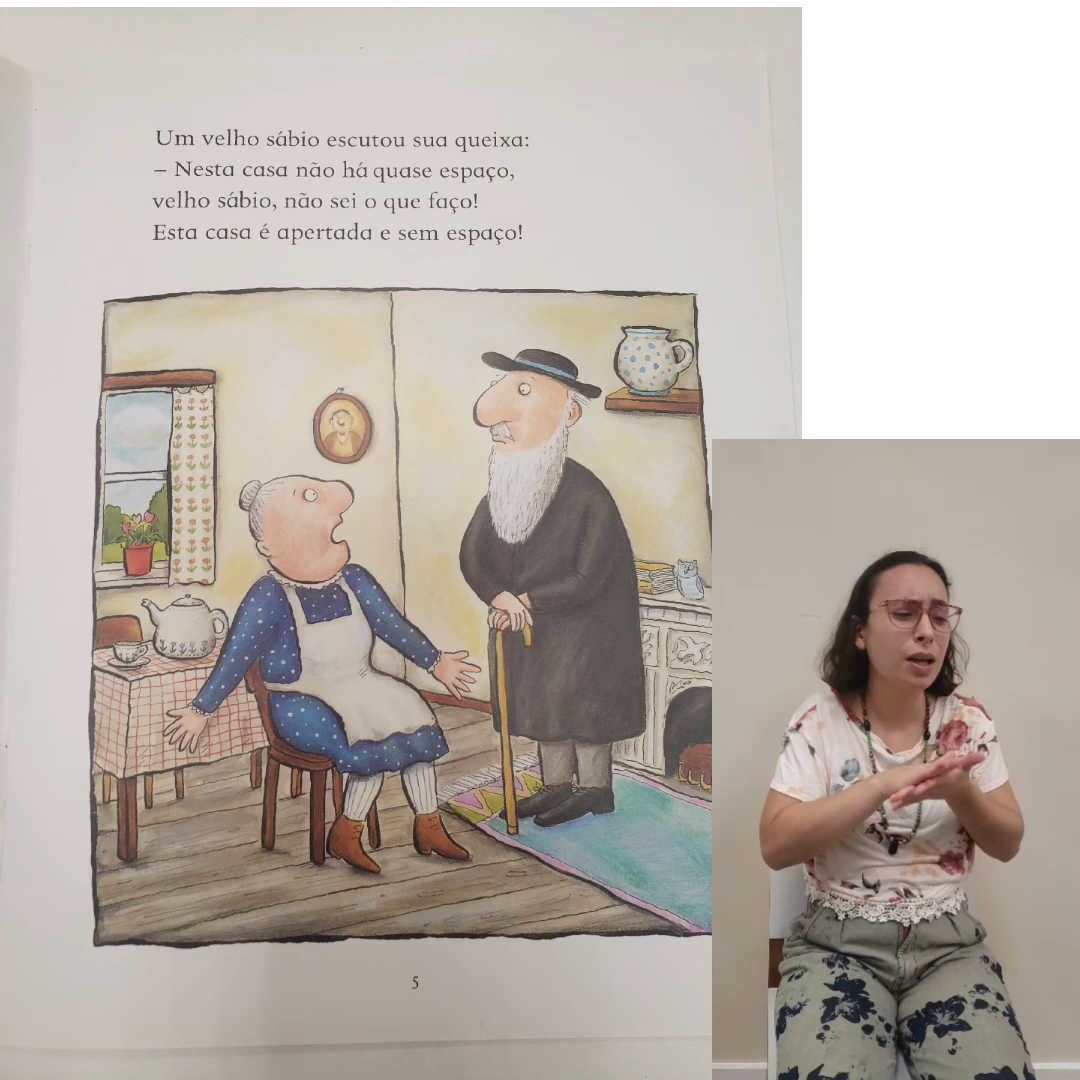 Um velho sábio escutou sua queixa:
– Nesta casa não há quase espaço,
velho sábio, não sei o que faço!
Esta casa é apertada e sem espaço!
5